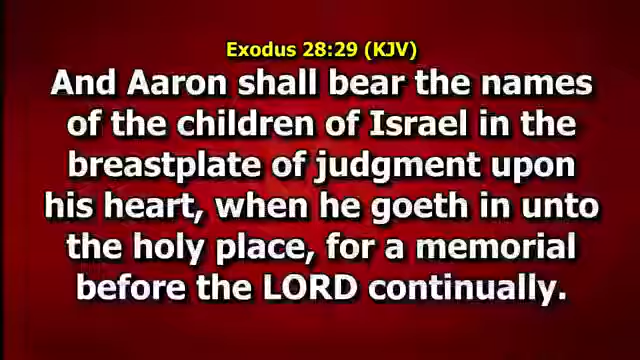 Exodus 28:29 (KJV)
And Aaron shall bear the names
of the children of Israel in the
breastplate of judgment upon
his heart, when he goeth in unto
the holy place, for a memorial
before the LORD continually.